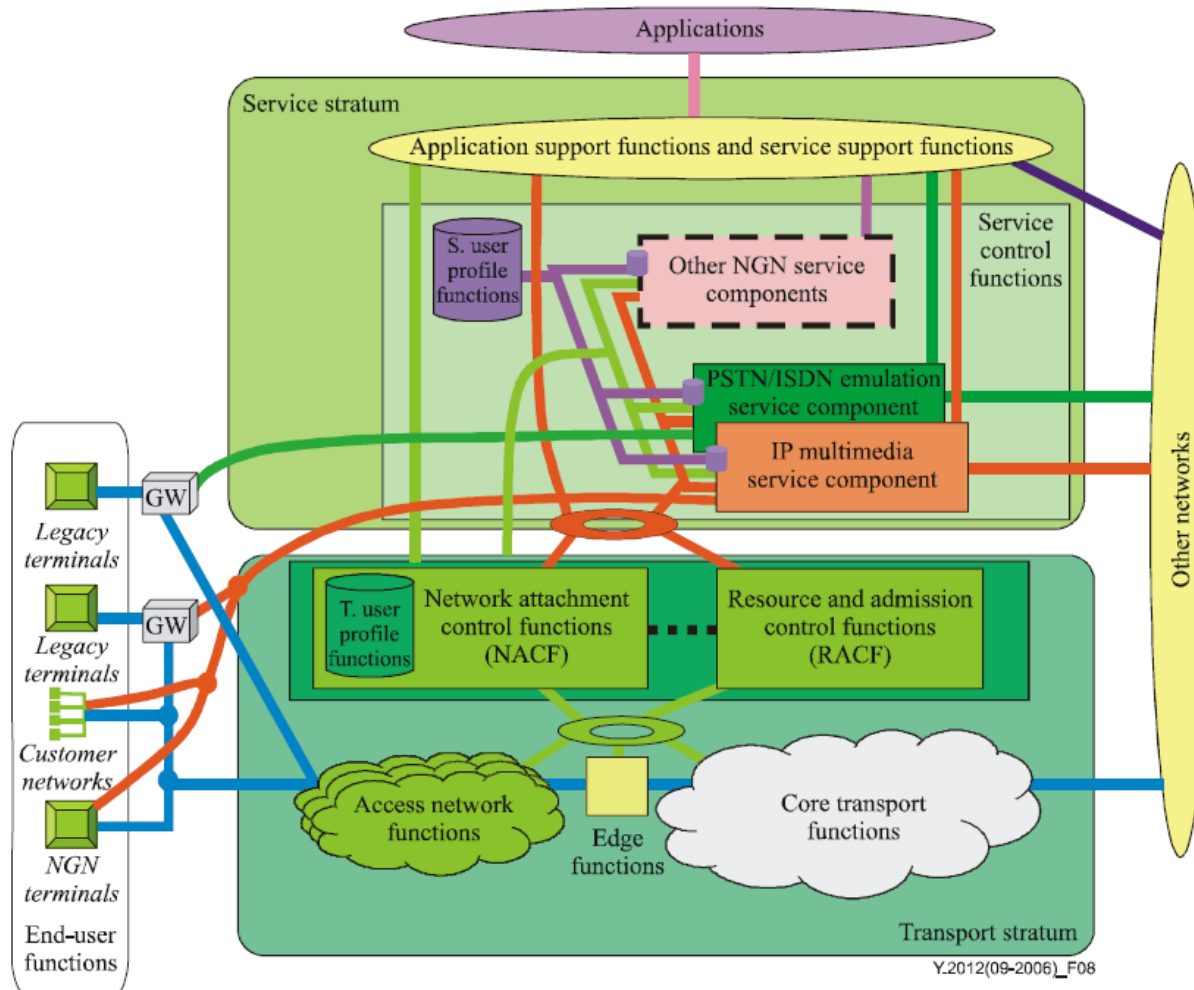 Applications
Service stratum
Application support functions and service support functions
S. user
profile
functions
Other NGN service
components
Service
control
functions
PSTN/ISDN emulation
service component
IP multimedia
service component
GW
Legacy
terminals
GW
Legacy
terminals
Customer
networks
NGN
terminals
End-user
functions
T. user
profile
functions
Network attachment
control functions
(NACF)
Resource and admission
control functions
(RACF)
Access network
functions
Edge
functions
Core transport
functions
Other networks
Transport stratum
Y.2012(09-2006)_F08